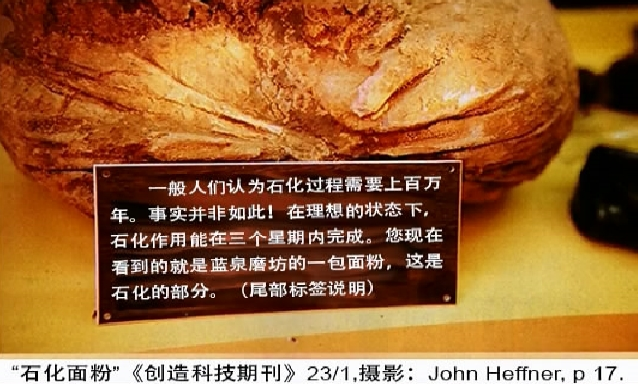 一般人们认为石化过程需要上百万
年。事实并非如此！在理想的状态下，
石化作用能在三个星期内完成。您现在
看到的就是蓝泉磨坊的一包面粉，这是
石化的部分。（尾部标签说明）
“石化面粉”《创造科技期刊》23/1,摄影：John Heffner, p 17.